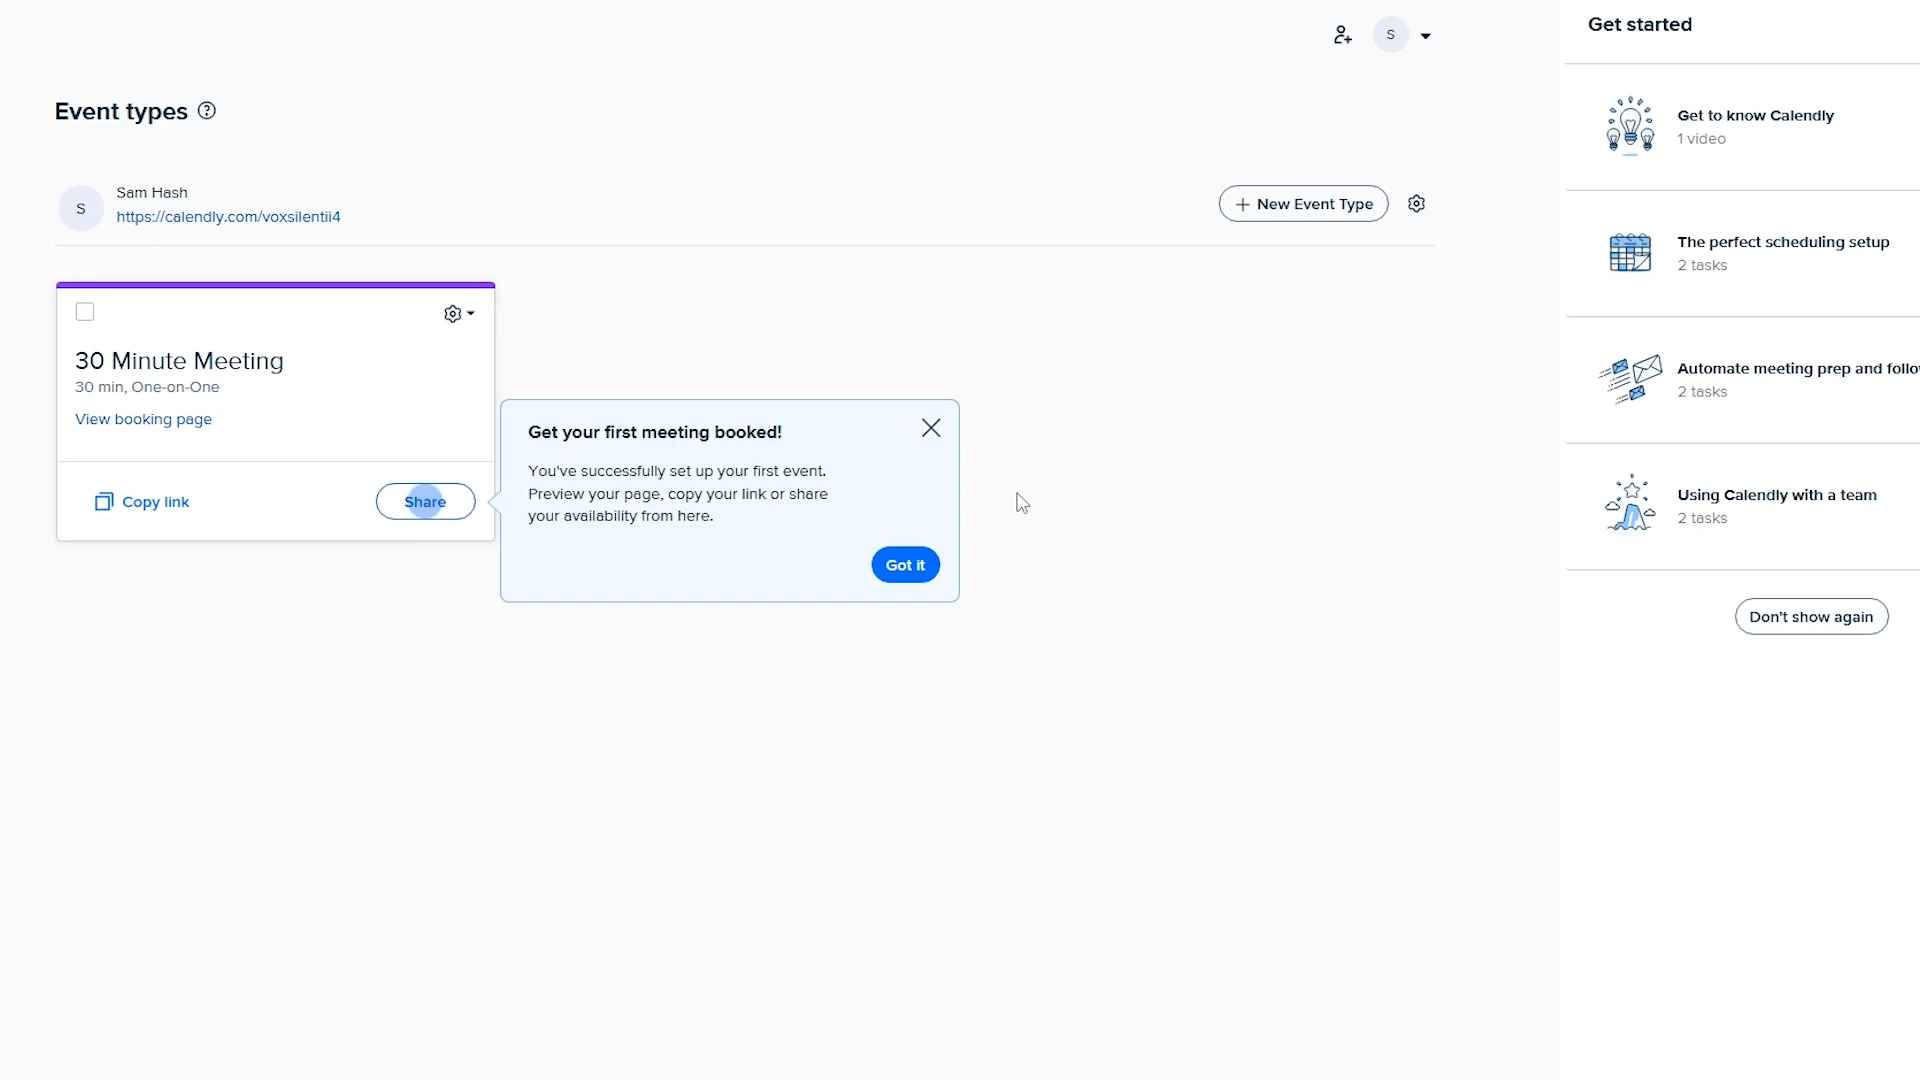 S
Get started
Event types
Get to know Calendly
1 video
Sam Hash
S
https://calendly.com/voxsilentii4
+ New Event Type
The perfect scheduling setup
2 tasks
30 Minute Meeting
30 min, One-on-One
View booking page
Automate meeting prep and follo
2 tasks
Get your first meeting booked!
You've successfully set up your first event.
Preview your page, copy your link or share
your availability from here.
Copy link
Share
Got it
Using Calendly with a team
2 tasks
Don't show again